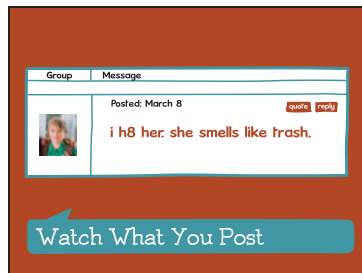 Group Message
Posted: March 8 quote reply
i h8 her. she smells like trash.
Watch What You Post